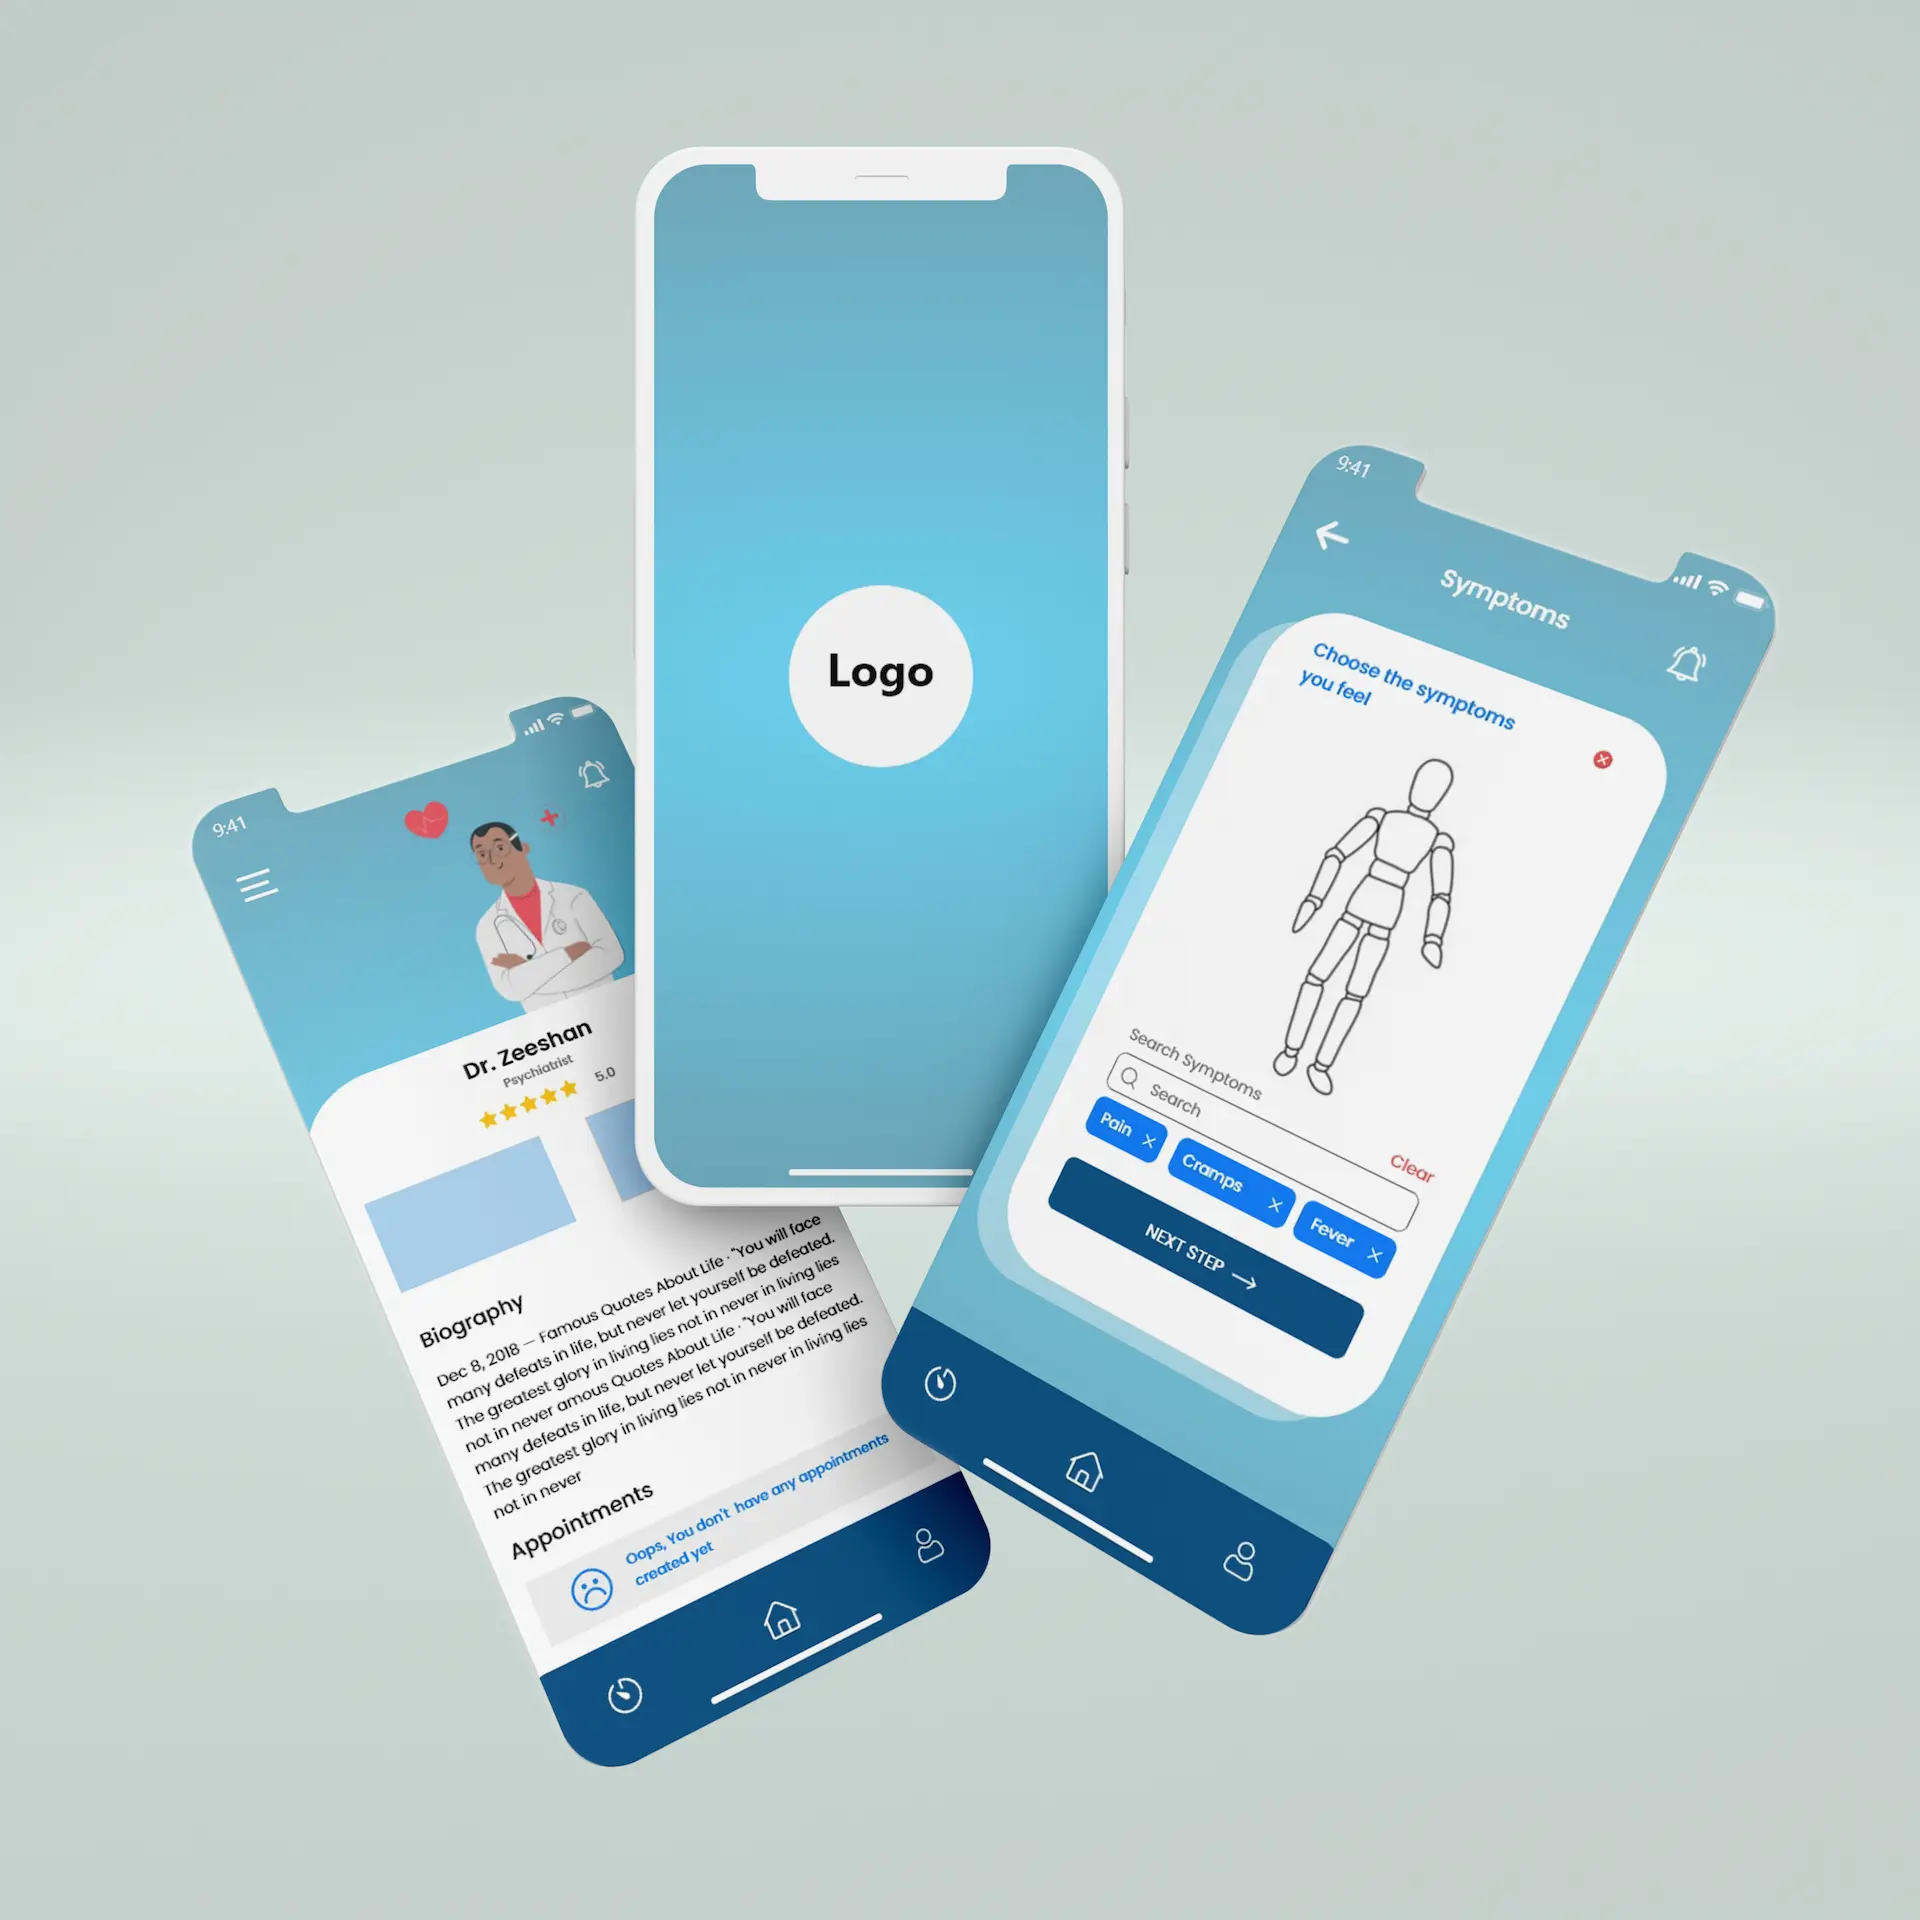 Logo
9:41
Dr. Zeeshan
Psychiatrist
5.0
Biography
Dec 8, 2018 — Famous Quotes About Life · "You will face
many defeats in life, but never let yourself be defeated.
The greatest glory in living lies not in never in living lies
not in never amous Quotes About Life · "You will face
many defeats in life, but never let yourself be defeated.
The greatest glory in living lies not in never in living lies
not in never
Appointments
Oops, You don't have any appointments
created yet
9:41
Symptoms
Choose the symptoms
you feel
Search Symptoms
Search
Clear
Pain
Cramps
Fever
NEXT STEP